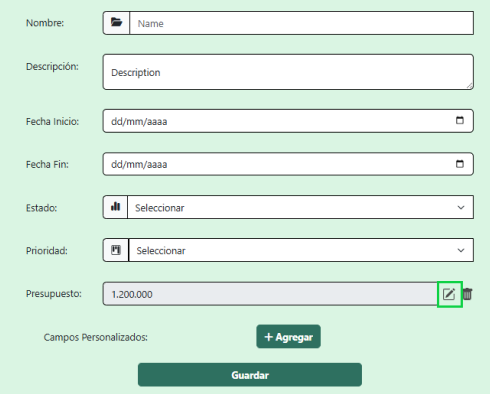 Nombre: Name
Descripción: Description
Fecha Inicio: dd/mm/aaaa
Fecha Fin: dd/mm/aaaa
Estado: Seleccionar
Prioridad: Seleccionar
Presupuesto: 1.200.000
Campos Personalizados: + Agregar
Guardar